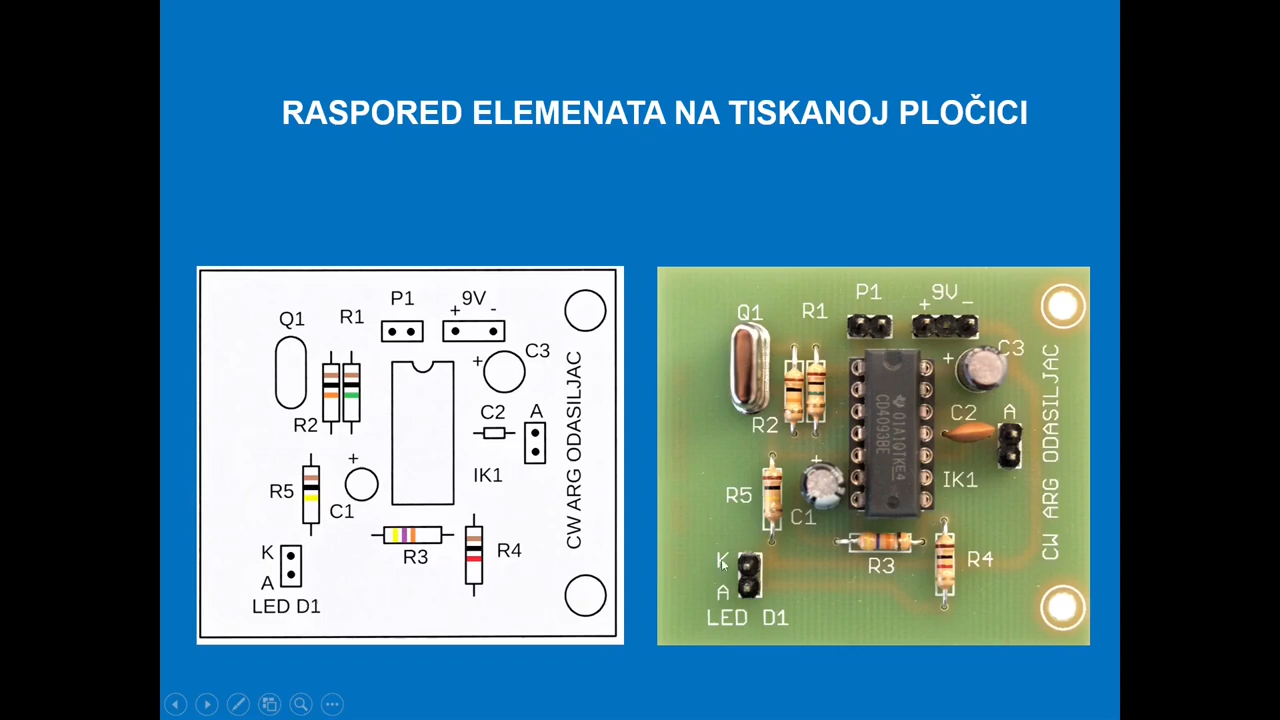 RASPORED ELEMENATA NA TISKANOJ PLOČICI
P1
9V
+ -
Q1
R1
+
C3
C2
A
R2
+
IK1
R5
C1
R3
R4
K
A
LED D1
CW ARG ODASILJAC
P1
9V
+ -
Q1
R1
+
C3
C2
A
R2
+
CD4093BE
IK1
R5
C1
R3
R4
K
A
LED D1
CW ARG ODASILJAC